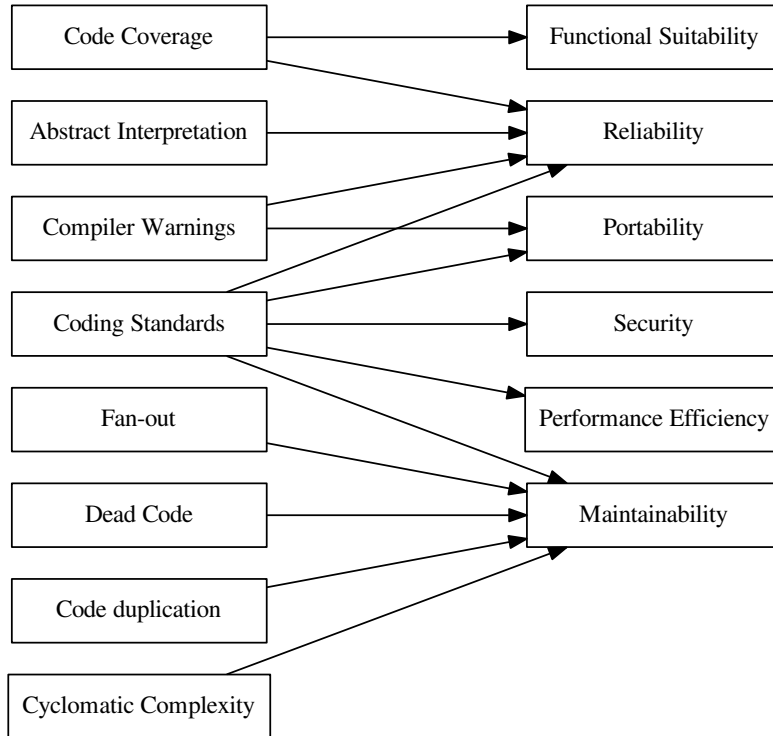 Code Coverage
Functional Suitability
Abstract Interpretation
Reliability
Compiler Warnings
Portability
Coding Standards
Security
Fan-out
Performance Efficiency
Dead Code
Maintainability
Code duplication
Cyclomatic Complexity